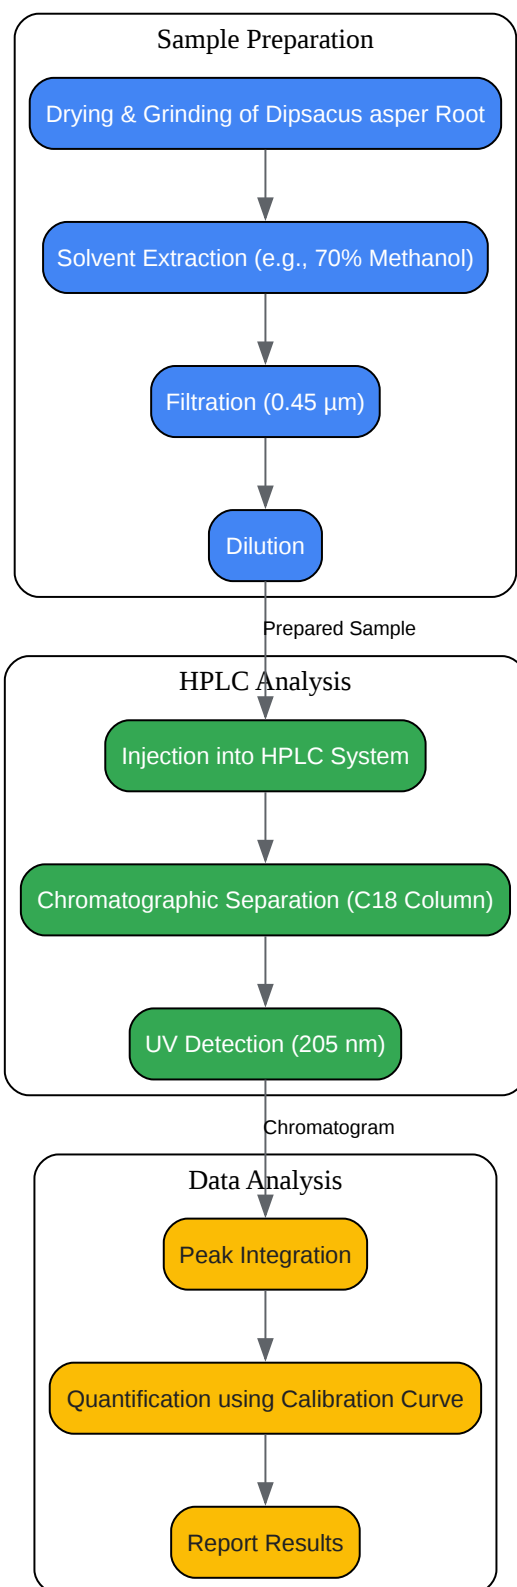 Sample Preparation
Drying & Grinding of Dipsacus asper Root
Solvent Extraction (e.g., 70% Methanol)
Filtration (0.45 µm)
Dilution
Prepared Sample
HPLC Analysis
Injection into HPLC System
Chromatographic Separation (C18 Column)
UV Detection (205 nm)
Chromatogram
Data Analysis
Peak Integration
Quantification using Calibration Curve
Report Results